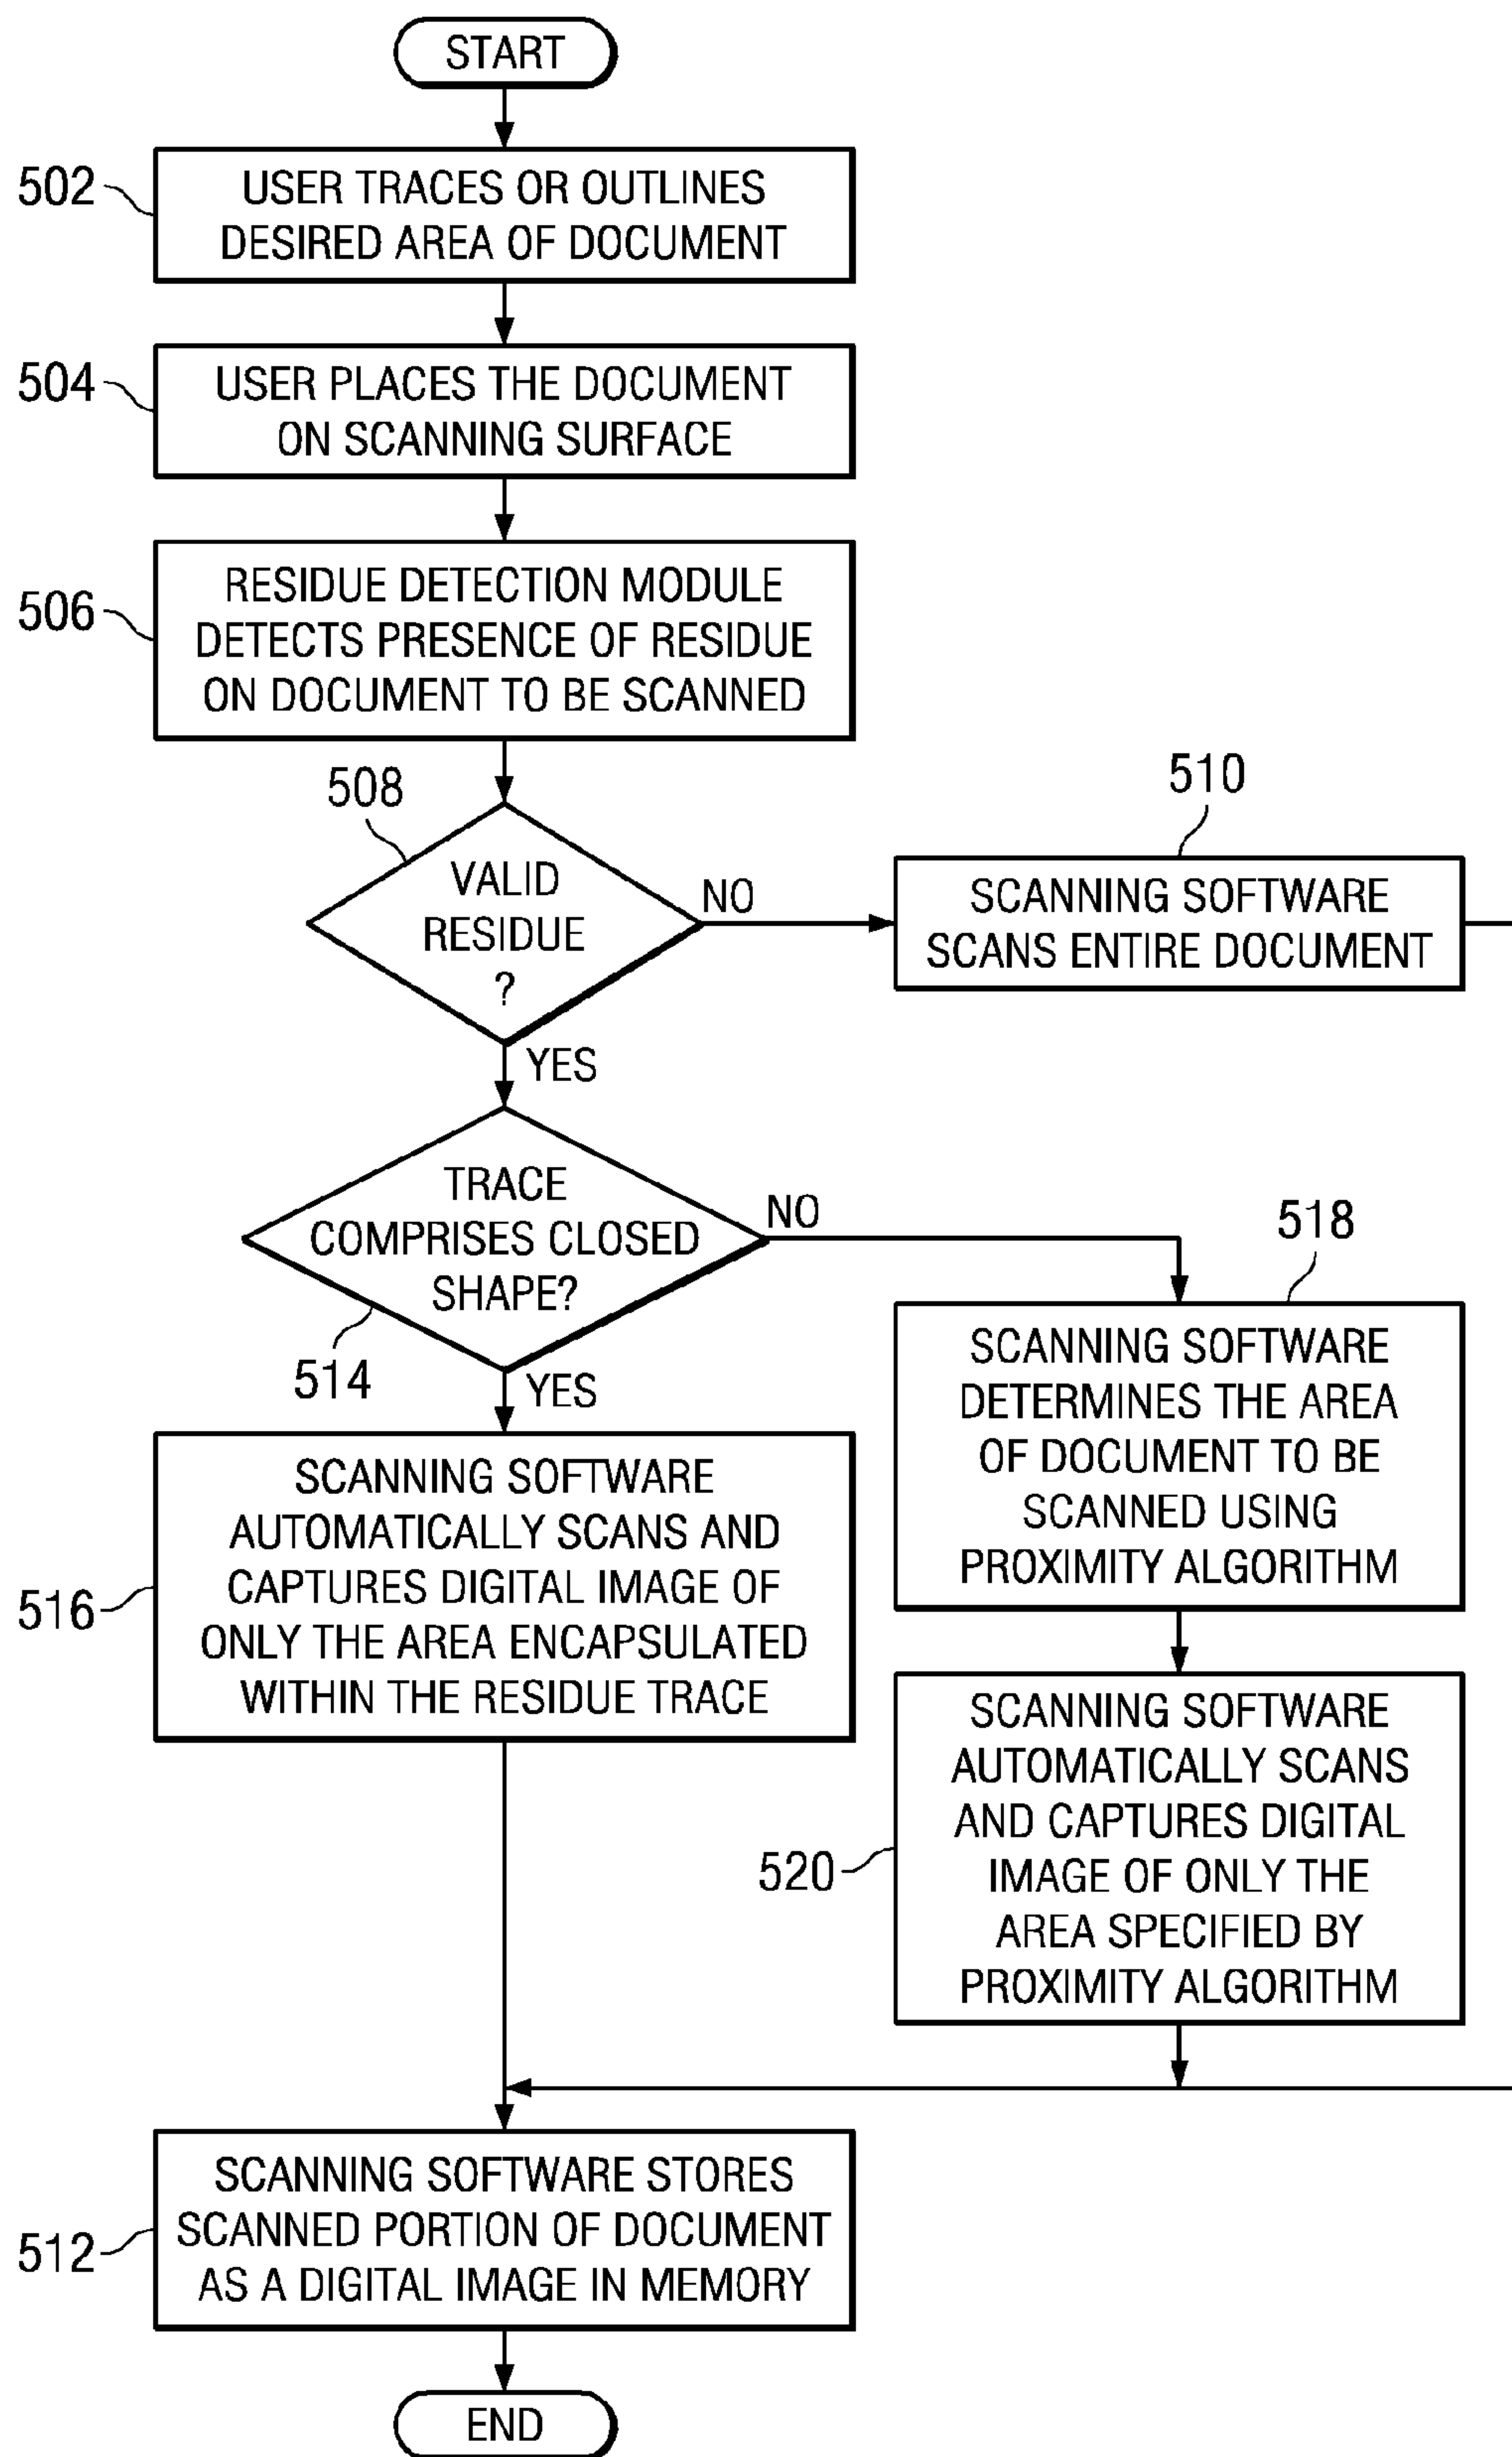 START
502
USER TRACES OR OUTLINES
DESIRED AREA OF DOCUMENT
504
USER PLACES THE DOCUMENT
ON SCANNING SURFACE
506
RESIDUE DETECTION MODULE
DETECTS PRESENCE OF RESIDUE
ON DOCUMENT TO BE SCANNED
508
VALID
RESIDUE
?
NO
510
SCANNING SOFTWARE
SCANS ENTIRE DOCUMENT
YES
TRACE
COMPRISES CLOSED
SHAPE?
514
NO
518
SCANNING SOFTWARE
DETERMINES THE AREA
OF DOCUMENT TO BE
SCANNED USING
PROXIMITY ALGORITHM
YES
516
SCANNING SOFTWARE
AUTOMATICALLY SCANS AND
CAPTURES DIGITAL IMAGE OF
ONLY THE AREA ENCAPSULATED
WITHIN THE RESIDUE TRACE
520
SCANNING SOFTWARE
AUTOMATICALLY SCANS
AND CAPTURES DIGITAL
IMAGE OF ONLY THE
AREA SPECIFIED BY
PROXIMITY ALGORITHM
512
SCANNING SOFTWARE STORES
SCANNED PORTION OF DOCUMENT
AS A DIGITAL IMAGE IN MEMORY
END